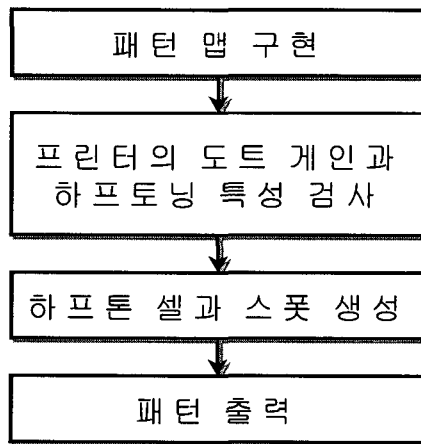 패턴 맵 구현
프린터의 도트 게인과
하프토닝 특성 검사
하프톤 셀과 스폿 생성
패턴 출력